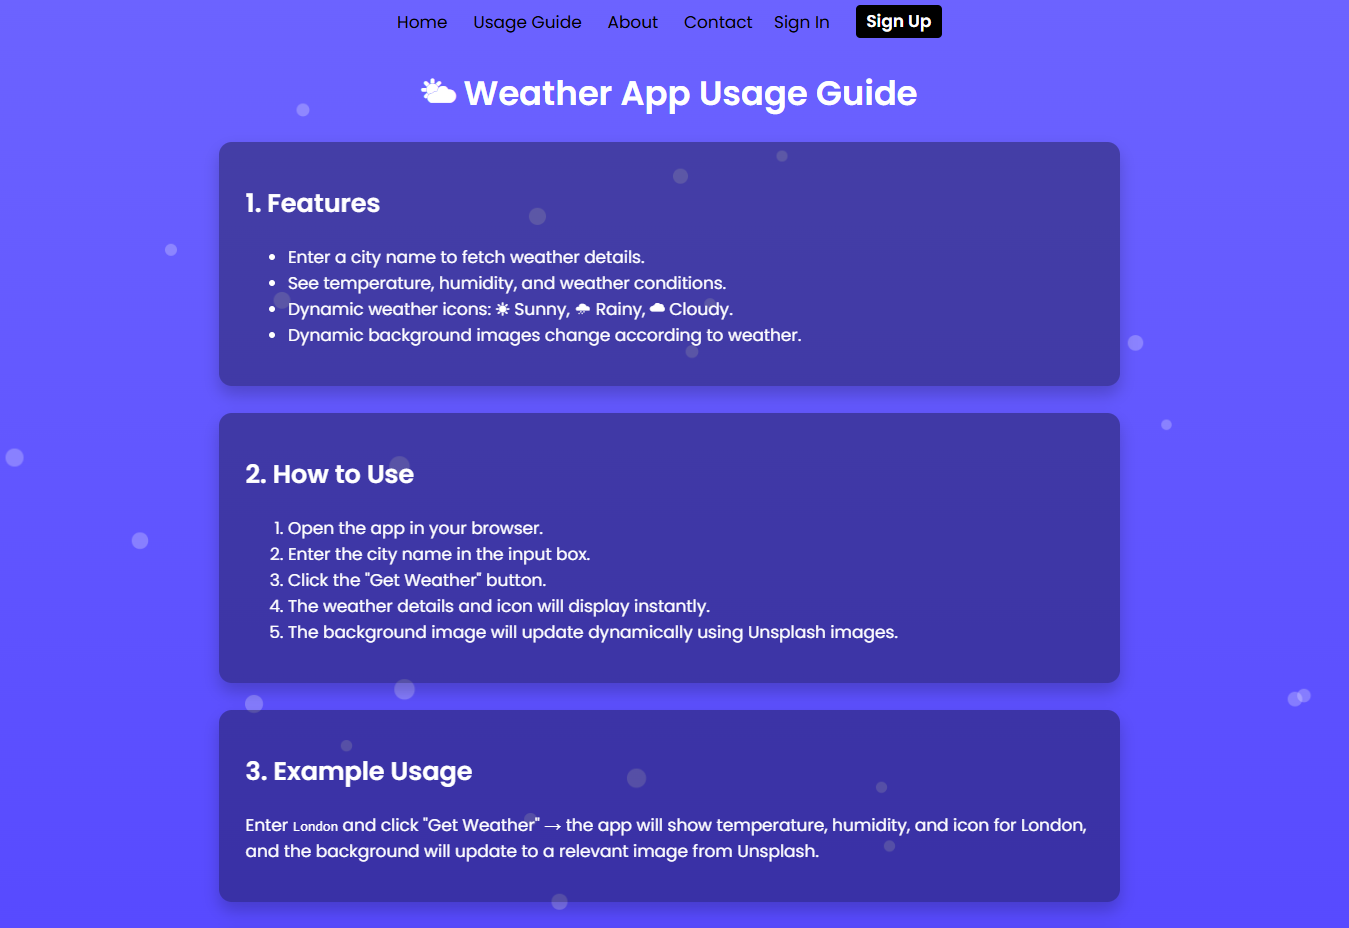 Home Usage Guide About Contact Sign In Sign Up
Weather App Usage Guide
1. Features
• Enter a city name to fetch weather details.
• See temperature, humidity, and weather conditions.
• Dynamic weather icons: ☀ Sunny, 🌧 Rainy, ☁ Cloudy.
• Dynamic background images change according to weather.
2. How to Use
1. Open the app in your browser.
2. Enter the city name in the input box.
3. Click the "Get Weather" button.
4. The weather details and icon will display instantly.
5. The background image will update dynamically using Unsplash images.
3. Example Usage
Enter London and click "Get Weather" → the app will show temperature, humidity, and icon for London,
and the background will update to a relevant image from Unsplash.